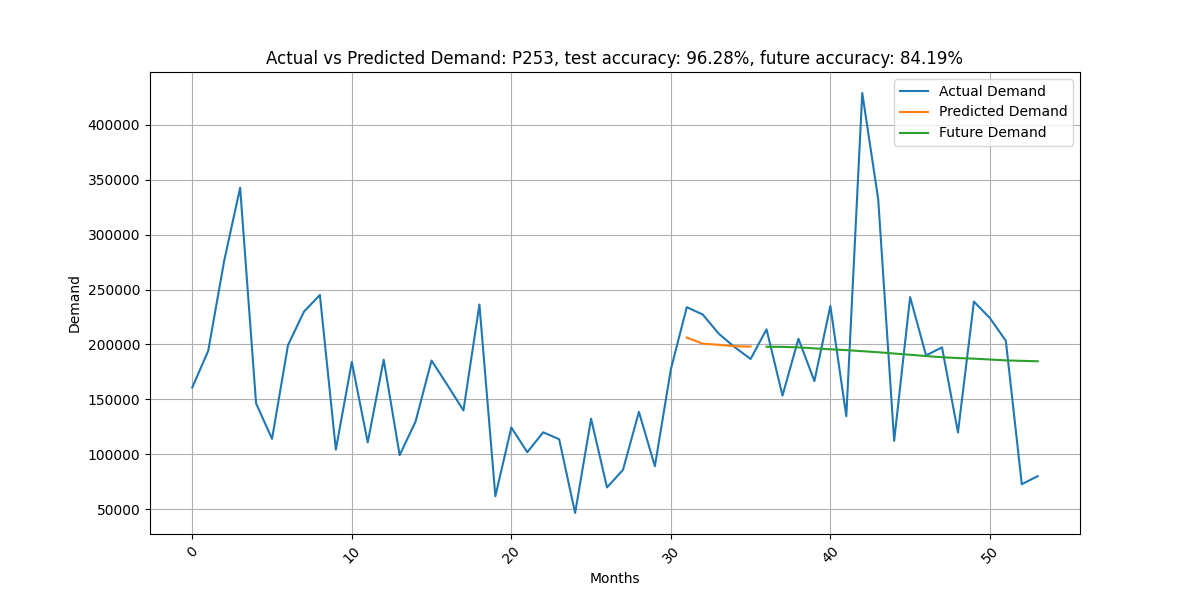 Actual vs Predicted Demand: P253, test accuracy: 96.28%, future accuracy: 84.19%
Actual Demand
Predicted Demand
Future Demand
400000
350000
300000
250000
200000
150000
100000
50000
Demand
0
10
20
30
40
50
Months